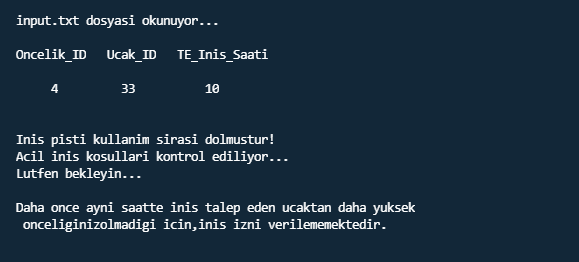 input.txt dosyasi okunuyor...
Oncelik_ID Ucak_ID TE_Inis_Saati
4 33 10
Inis pisti kullanim sirasi dolmustur!
Acil inis kosullari kontrol ediliyor...
Lutfen bekleyin...
Daha once ayni saatte inis talep eden ucaktan daha yuksek
onceliginizolmadigi icin,inis izni verilememektedir.